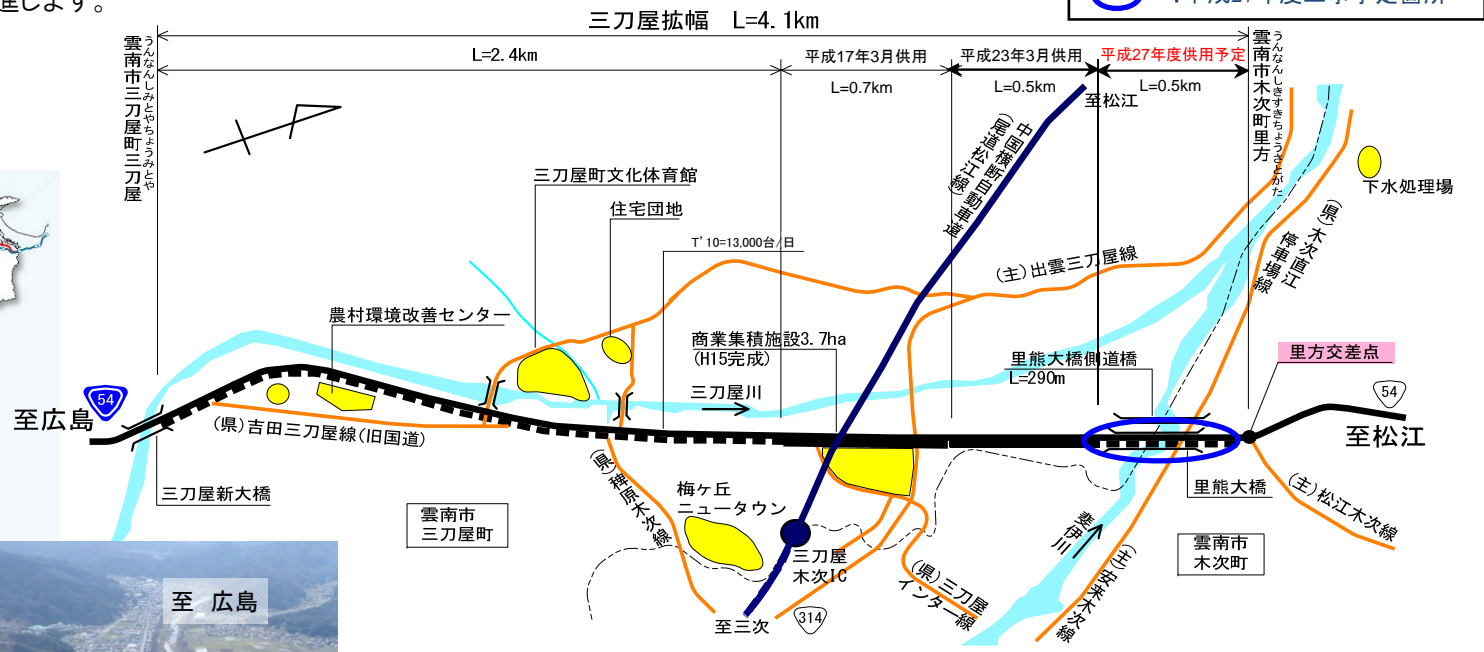 進します。
三刀屋拡幅 L=4.1km
雲南市三刀屋町三刀屋
うんなんしみとやちょうみとや
L=2.4km
平成17年3月供用
L=0.7km
平成23年3月供用
L=0.5km
平成27年度供用予定
L=0.5km
雲南市木次町里方
うんなんしきすきちょうさとがた
至松江
中国横断自動車道
(尾道松江線)
下水処理場
三刀屋町文化体育館
住宅団地
T'10=13,000台/日
(主)出雲三刀屋線
(県)木次直江
停車場線
農村環境改善センター
商業集積施設3.7ha
(H15完成)
里熊大橋側道橋
L=290m
里方交差点
54
至広島
三刀屋川
54
至松江
(県)吉田三刀屋線(旧国道)
三刀屋新大橋
雲南市
三刀屋町
(県)稗原木次線
梅ヶ丘
ニュータウン
里熊大橋
(主)松江木次線
斐伊川
雲南市
木次町
三刀屋
木次IC
(県)三刀屋
インター線
(主)安来木次線
314
至三次
至 広島